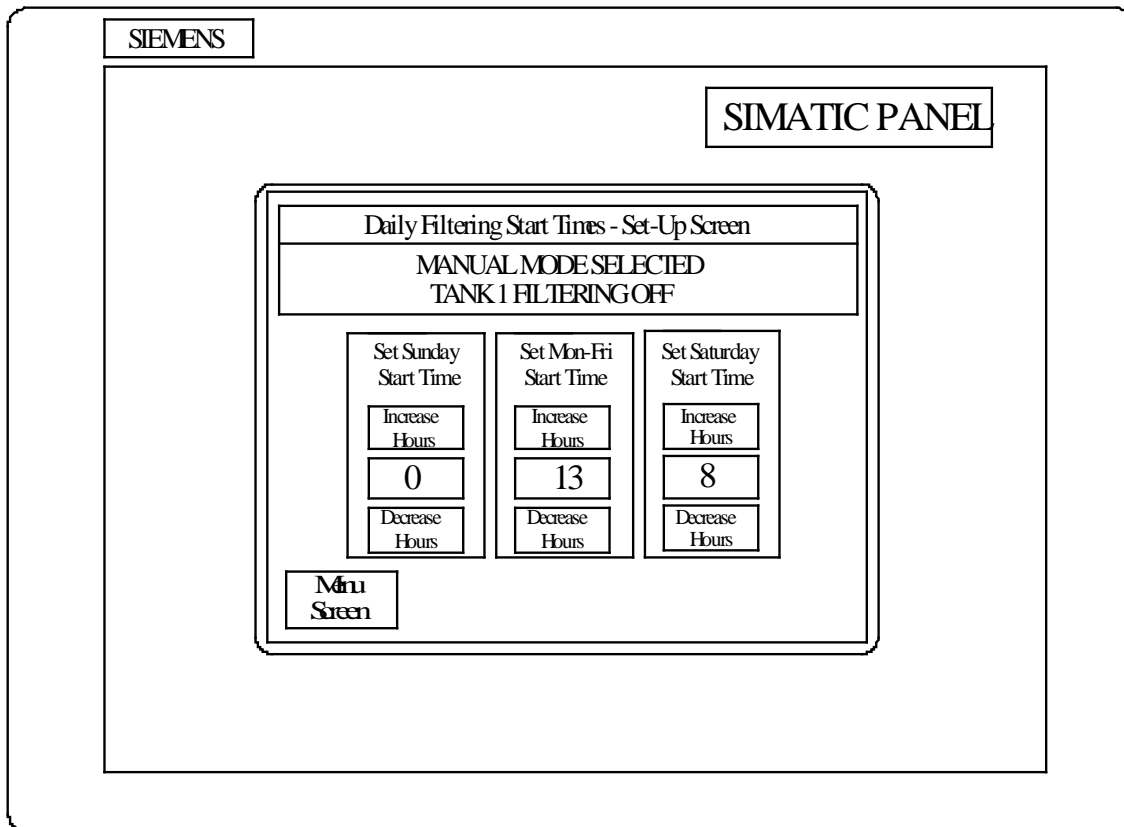 SIEMENS
SIMATIC PANEL
Daily Filtering Start Times - Set-Up Screen
MANUAL MODE SELECTED
TANK 1 FILTERING OFF
Set Sunday
Start Time
Increase
Hours
0
Decrease
Hours
Set Mon-Fri
Start Time
Increase
Hours
13
Decrease
Hours
Set Saturday
Start Time
Increase
Hours
8
Decrease
Hours
Menu
Screen